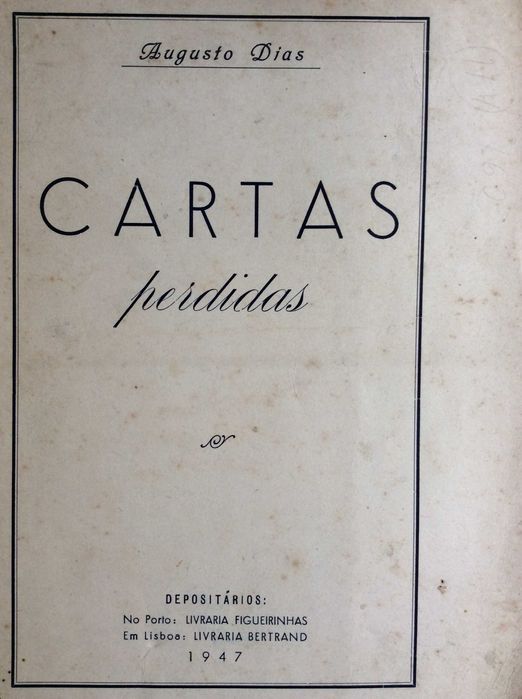 Augusto Dias
CARTAS
perdidas
DEPOSITÁRIOS:
No Porto: LIVRARIA FIGUEIRINHAS
Em Lisboa: LIVRARIA BERTRAND
1947